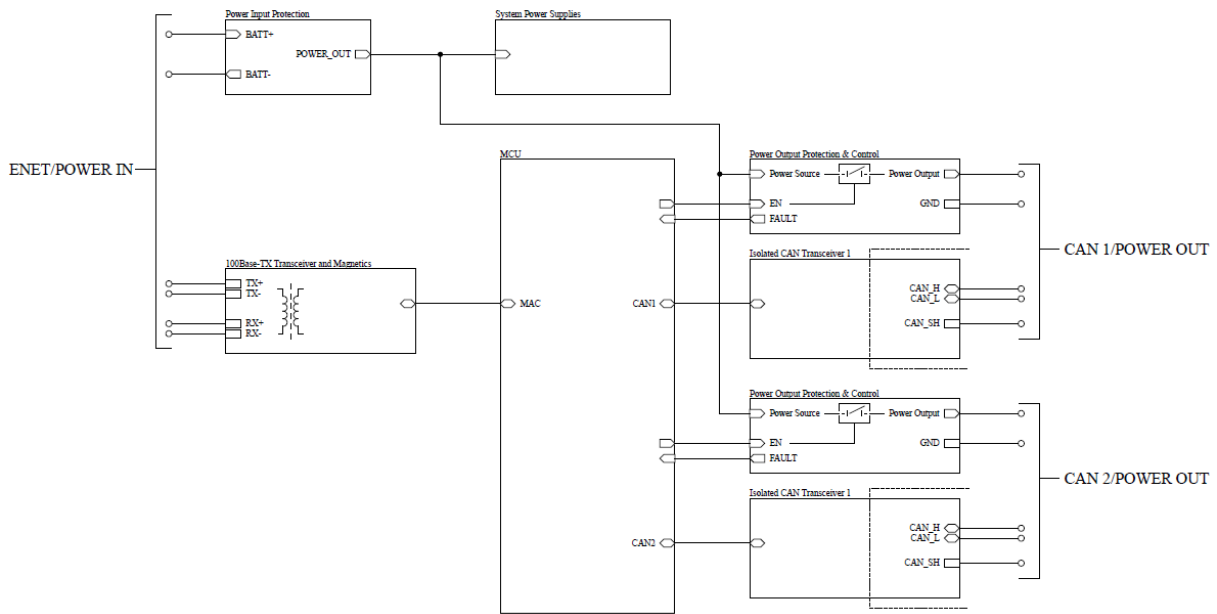 Power Input Protection
BATT+
POWER_OUT
BATT-
System Power Supplies
ENET/POWER IN
100Base-TX Transceiver and Magnetics
TX+
TX-
RX+
RX-
MCU
MAC
CAN1
CAN2
Power Output Protection & Control
Power Source
Power Output
EN
GND
FAULT
Isolated CAN Transceiver 1
CAN_H
CAN_L
CAN_SH
CAN 1/POWER OUT
Power Output Protection & Control
Power Source
Power Output
EN
GND
FAULT
Isolated CAN Transceiver 1
CAN_H
CAN_L
CAN_SH
CAN 2/POWER OUT